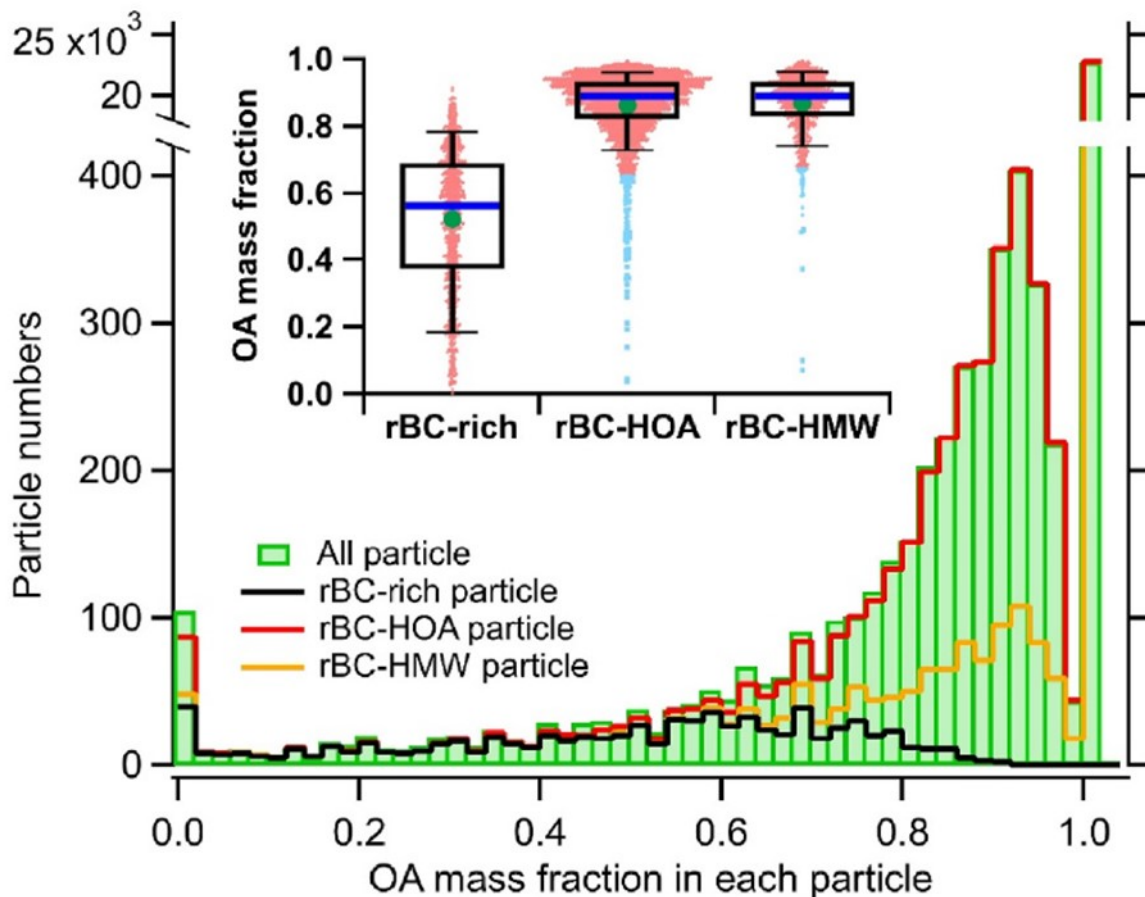 25 x10³
20
400
300
200
100
0
Particle numbers
1.0
0.8
0.6
0.4
0.2
0.0
OA mass fraction
rBC-rich rBC-HOA rBC-HMW
All particle
rBC-rich particle
rBC-HOA particle
rBC-HMW particle
0.0 0.2 0.4 0.6 0.8 1.0
OA mass fraction in each particle